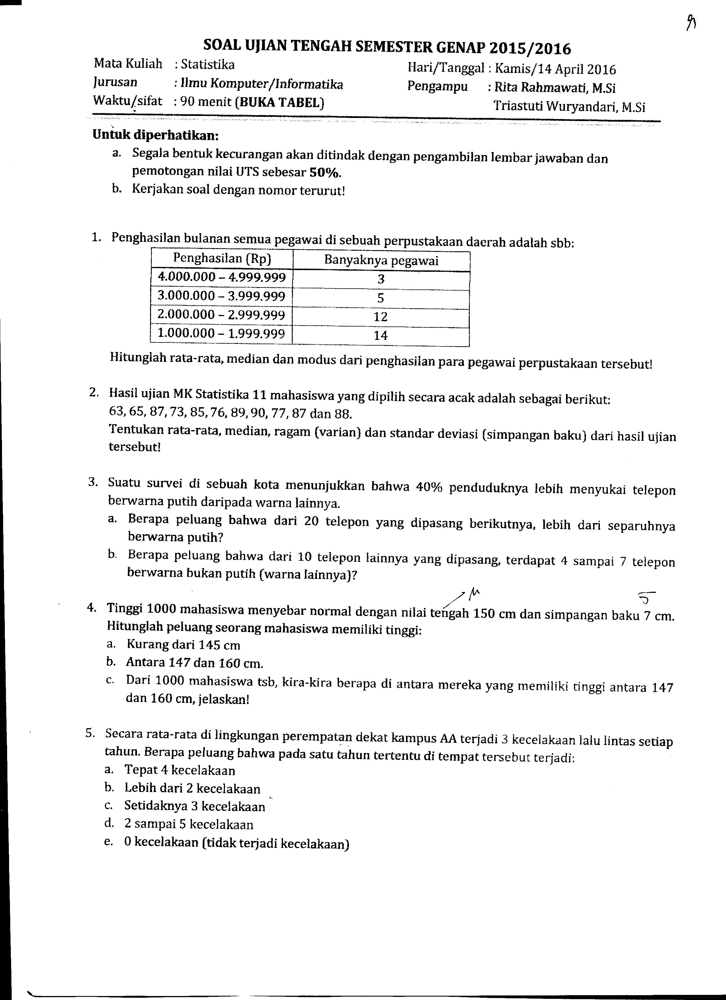 SOAL UJIAN TENGAH SEMESTER GENAP 2015/2016
Mata Kuliah : Statistika
Hari/Tanggal : Kamis/14 April 2016
Jurusan : Ilmu Komputer/Informatika
Pengampu : Rita Rahmawati, M.Si
Waktu/sifat : 90 menit (BUKA TABEL)
Triastuti Wuryandari, M.Si
Untuk diperhatikan:
a. Segala bentuk kecurangan akan ditindak dengan pengambilan lembar jawaban dan
pemotongan nilai UTS sebesar 50%.
b. Kerjakan soal dengan nomor terurut!
1. Penghasilan bulanan semua pegawai di sebuah perpustakaan daerah adalah sbb:
Penghasilan (Rp) Banyaknya pegawai
4.000.000 – 4.999.999 3
3.000.000 – 3.999.999 5
2.000.000 – 2.999.999 12
1.000.000 – 1.999.999 14
Hitunglah rata-rata, median dan modus dari penghasilan para pegawai perpustakaan tersebut!
2. Hasil ujian MK Statistika 11 mahasiswa yang dipilih secara acak adalah sebagai berikut:
63, 65, 87, 73, 85, 76, 89, 90, 77, 87 dan 88.
Tentukan rata-rata, median, ragam (varian) dan standar deviasi (simpangan baku) dari hasil ujian
tersebut!
3. Suatu survei di sebuah kota menunjukkan bahwa 40% penduduknya lebih menyukai telepon
berwarna putih daripada warna lainnya.
a. Berapa peluang bahwa dari 20 telepon yang dipasang berikutnya, lebih dari separuhnya
berwarna putih?
b. Berapa peluang bahwa dari 10 telepon lainnya yang dipasang, terdapat 4 sampai 7 telepon
berwarna bukan putih (warna lainnya)?
μ
4. Tinggi 1000 mahasiswa menyebar normal dengan nilai tengah 150 cm dan simpangan baku 7 cm.
Hitunglah peluang seorang mahasiswa memiliki tinggi:
a. Kurang dari 145 cm
b. Antara 147 dan 160 cm.
c. Dari 1000 mahasiswa tsb, kira-kira berapa di antara mereka yang memiliki tinggi antara 147
dan 160 cm, jelaskan!
5. Secara rata-rata di lingkungan perempatan dekat kampus AA terjadi 3 kecelakaan lalu lintas setiap
tahun. Berapa peluang bahwa pada satu tahun tertentu di tempat tersebut terjadi:
a. Tepat 4 kecelakaan
b. Lebih dari 2 kecelakaan
c. Setidaknya 3 kecelakaan
d. 2 sampai 5 kecelakaan
e. 0 kecelakaan (tidak terjadi kecelakaan)